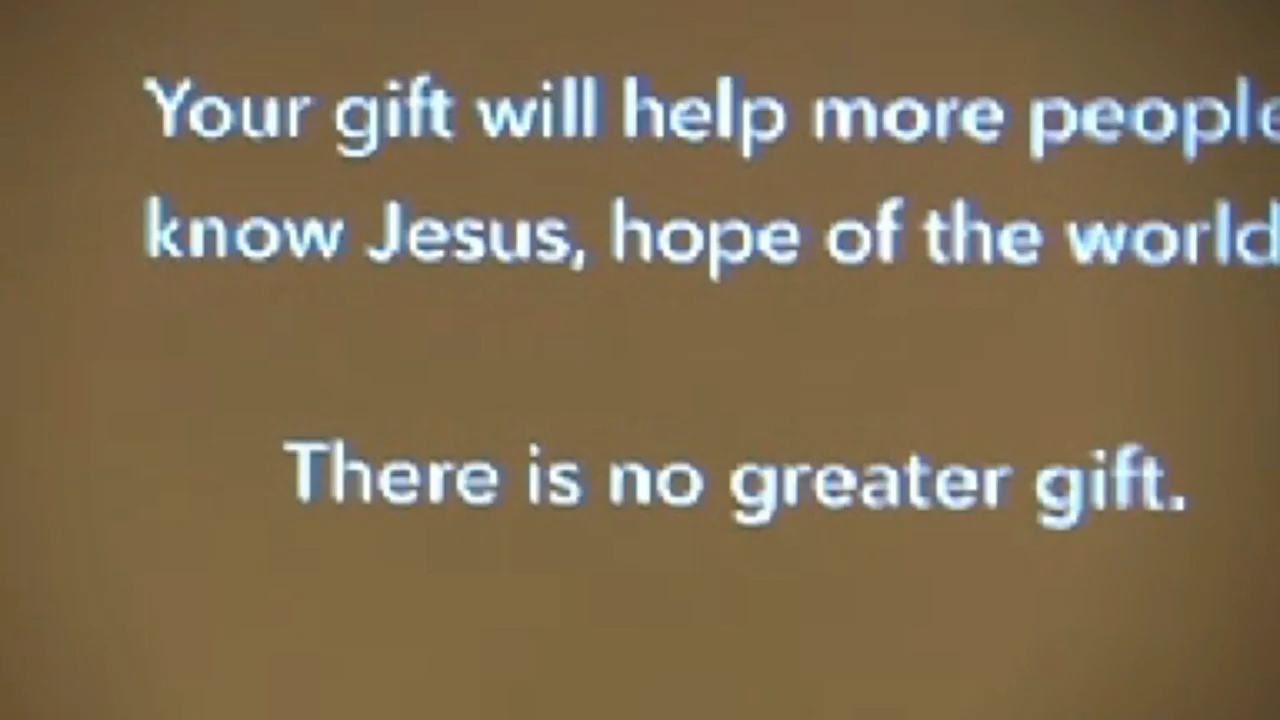 Your gift will help more people
know Jesus, hope of the world
There is no greater gift.